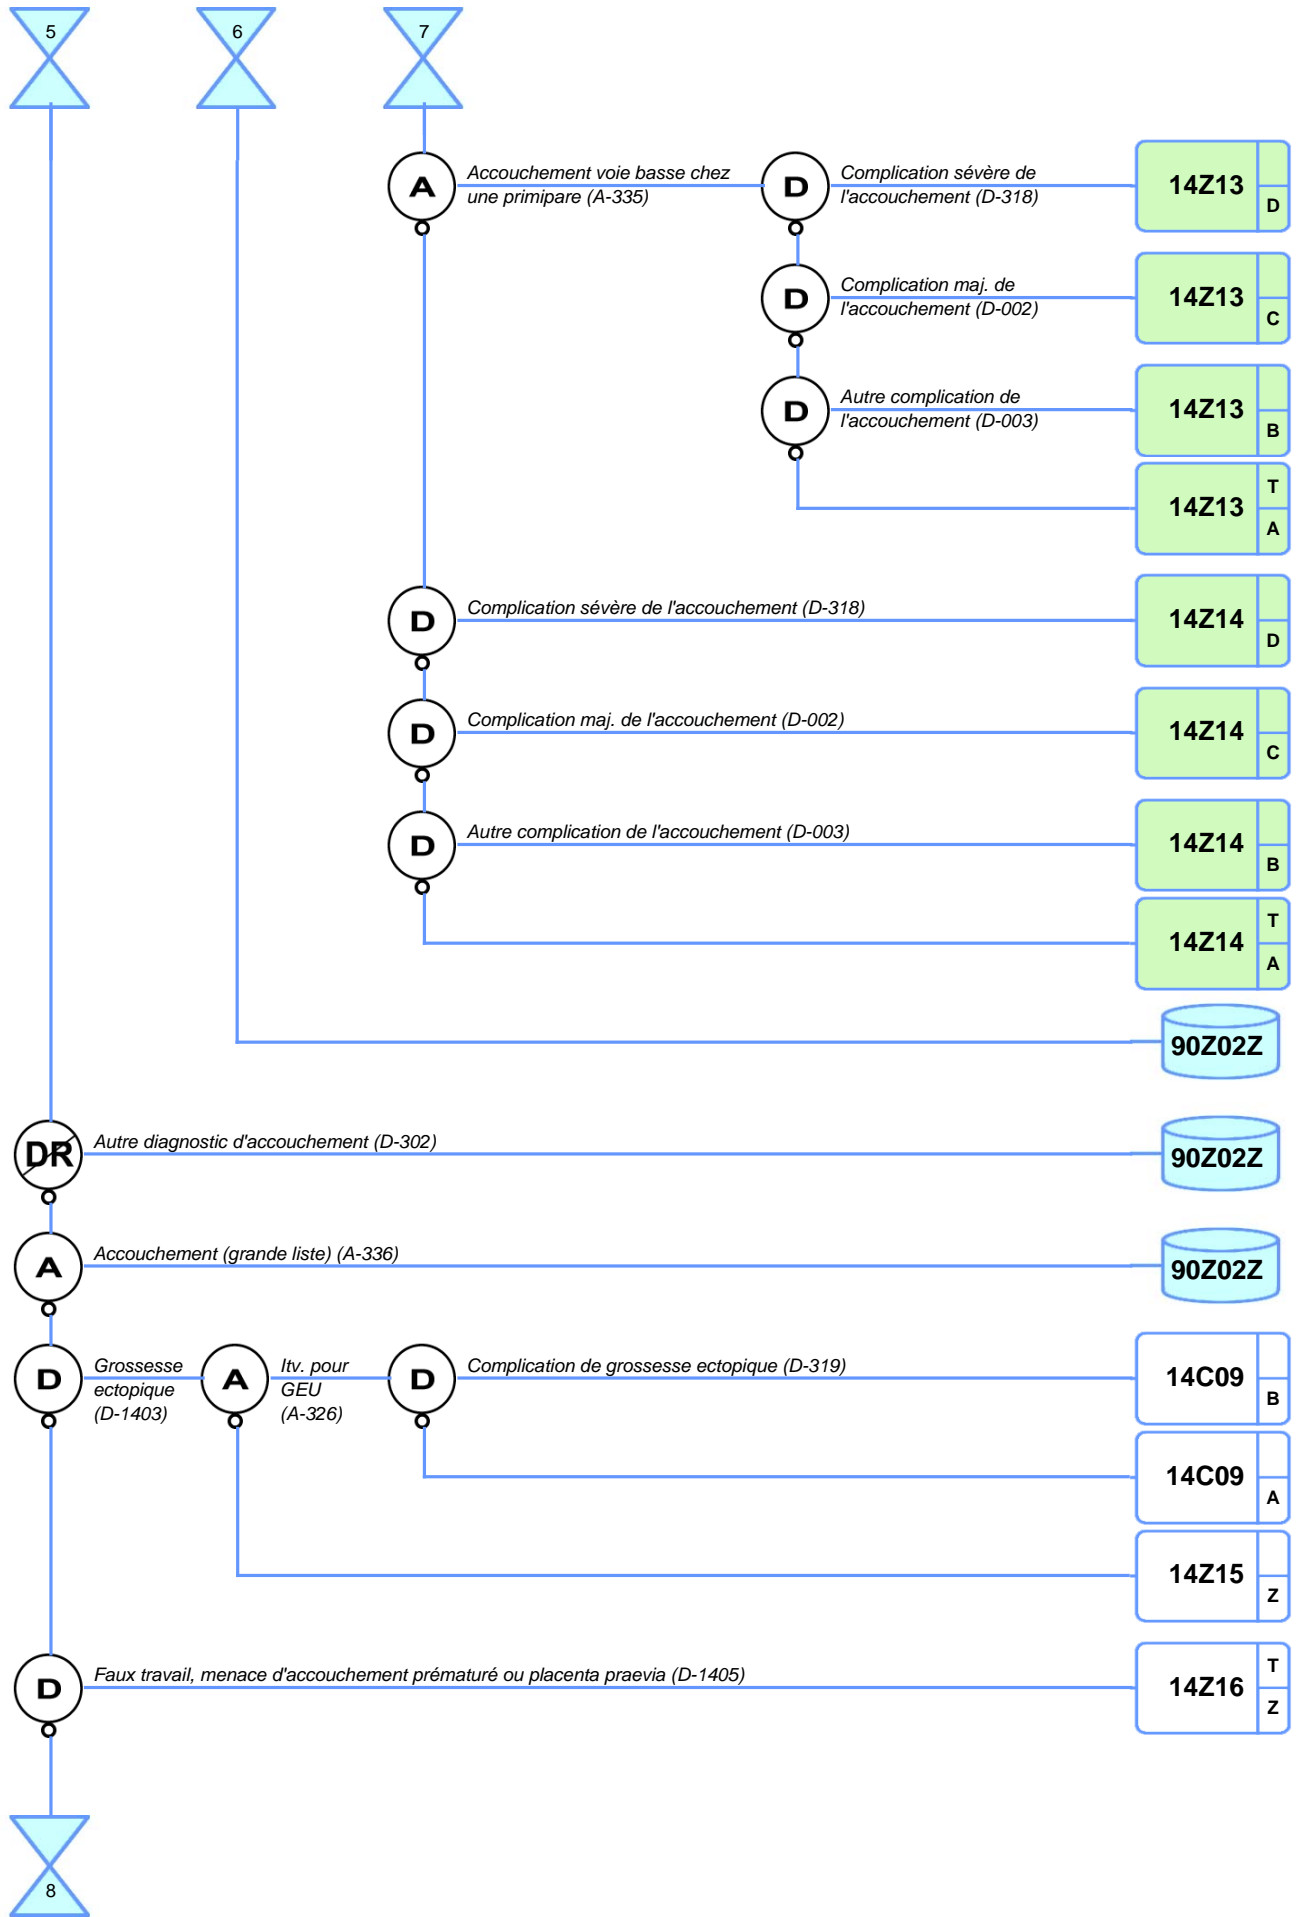 5
6
7
A
Accouchement voie basse chez
une primipare (A-335)
D
Complication sévère de
l'accouchement (D-318)
14Z13
D
D
Complication maj. de
l'accouchement (D-002)
14Z13
C
D
Autre complication de
l'accouchement (D-003)
14Z13
B
14Z13
T
A
D
Complication sévère de l'accouchement (D-318)
14Z14
D
D
Complication maj. de l'accouchement (D-002)
14Z14
C
D
Autre complication de l'accouchement (D-003)
14Z14
B
14Z14
T
A
90Z02Z
DR
Autre diagnostic d'accouchement (D-302)
90Z02Z
A
Accouchement (grande liste) (A-336)
90Z02Z
D
Grossesse
ectopique
(D-1403)
A
Itv. pour
GEU
(A-326)
D
Complication de grossesse ectopique (D-319)
14C09
B
14C09
A
14Z15
Z
D
Faux travail, menace d'accouchement prématuré ou placenta praevia (D-1405)
14Z16
T
Z
8